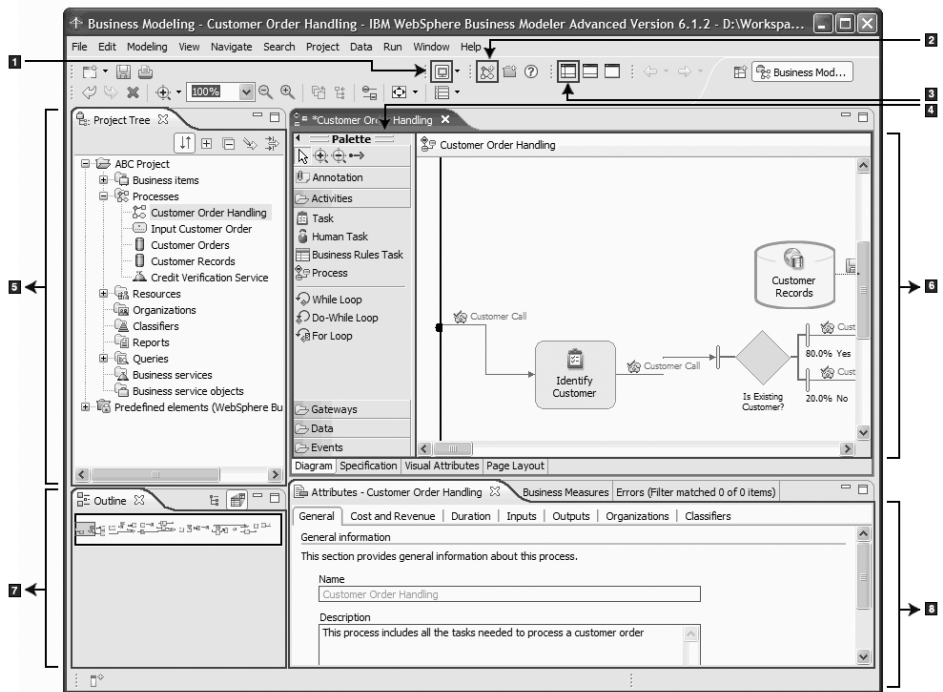 Business Modeling - Customer Order Handling - IBM WebSphere Business Modeler Advanced Version 6.1.2 - D:\Workspa...
File Edit Modeling View Navigate Search Project Data Run Window Help
1
2
3
4
5
6
7
8
Business Mod...
100%
Project Tree
ABC Project
Business items
Processes
Customer Order Handling
Input Customer Order
Customer Orders
Customer Records
Credit Verification Service
Resources
Organizations
Classifiers
Reports
Queries
Business services
Business service objects
Predefined elements (WebSphere Bu
*Customer Or Handling
Palette
Annotation
Activities
Task
Human Task
Business Rules Task
Process
While Loop
Do-While Loop
For Loop
Gateways
Data
Events
Customer Order Handling
Customer Records
Customer Call
Identify Customer
Customer Call
Is Existing Customer?
Cust
80.0% Yes
Cust
20.0% No
Diagram Specification Visual Attributes Page Layout
Outline
Attributes - Customer Order Handling Business Measures Errors (Filter matched 0 of 0 items)
General Cost and Revenue Duration Inputs Outputs Organizations Classifiers
General information
This section provides general information about this process.
Name
Customer Order Handling
Description
This process includes all the tasks needed to process a customer order